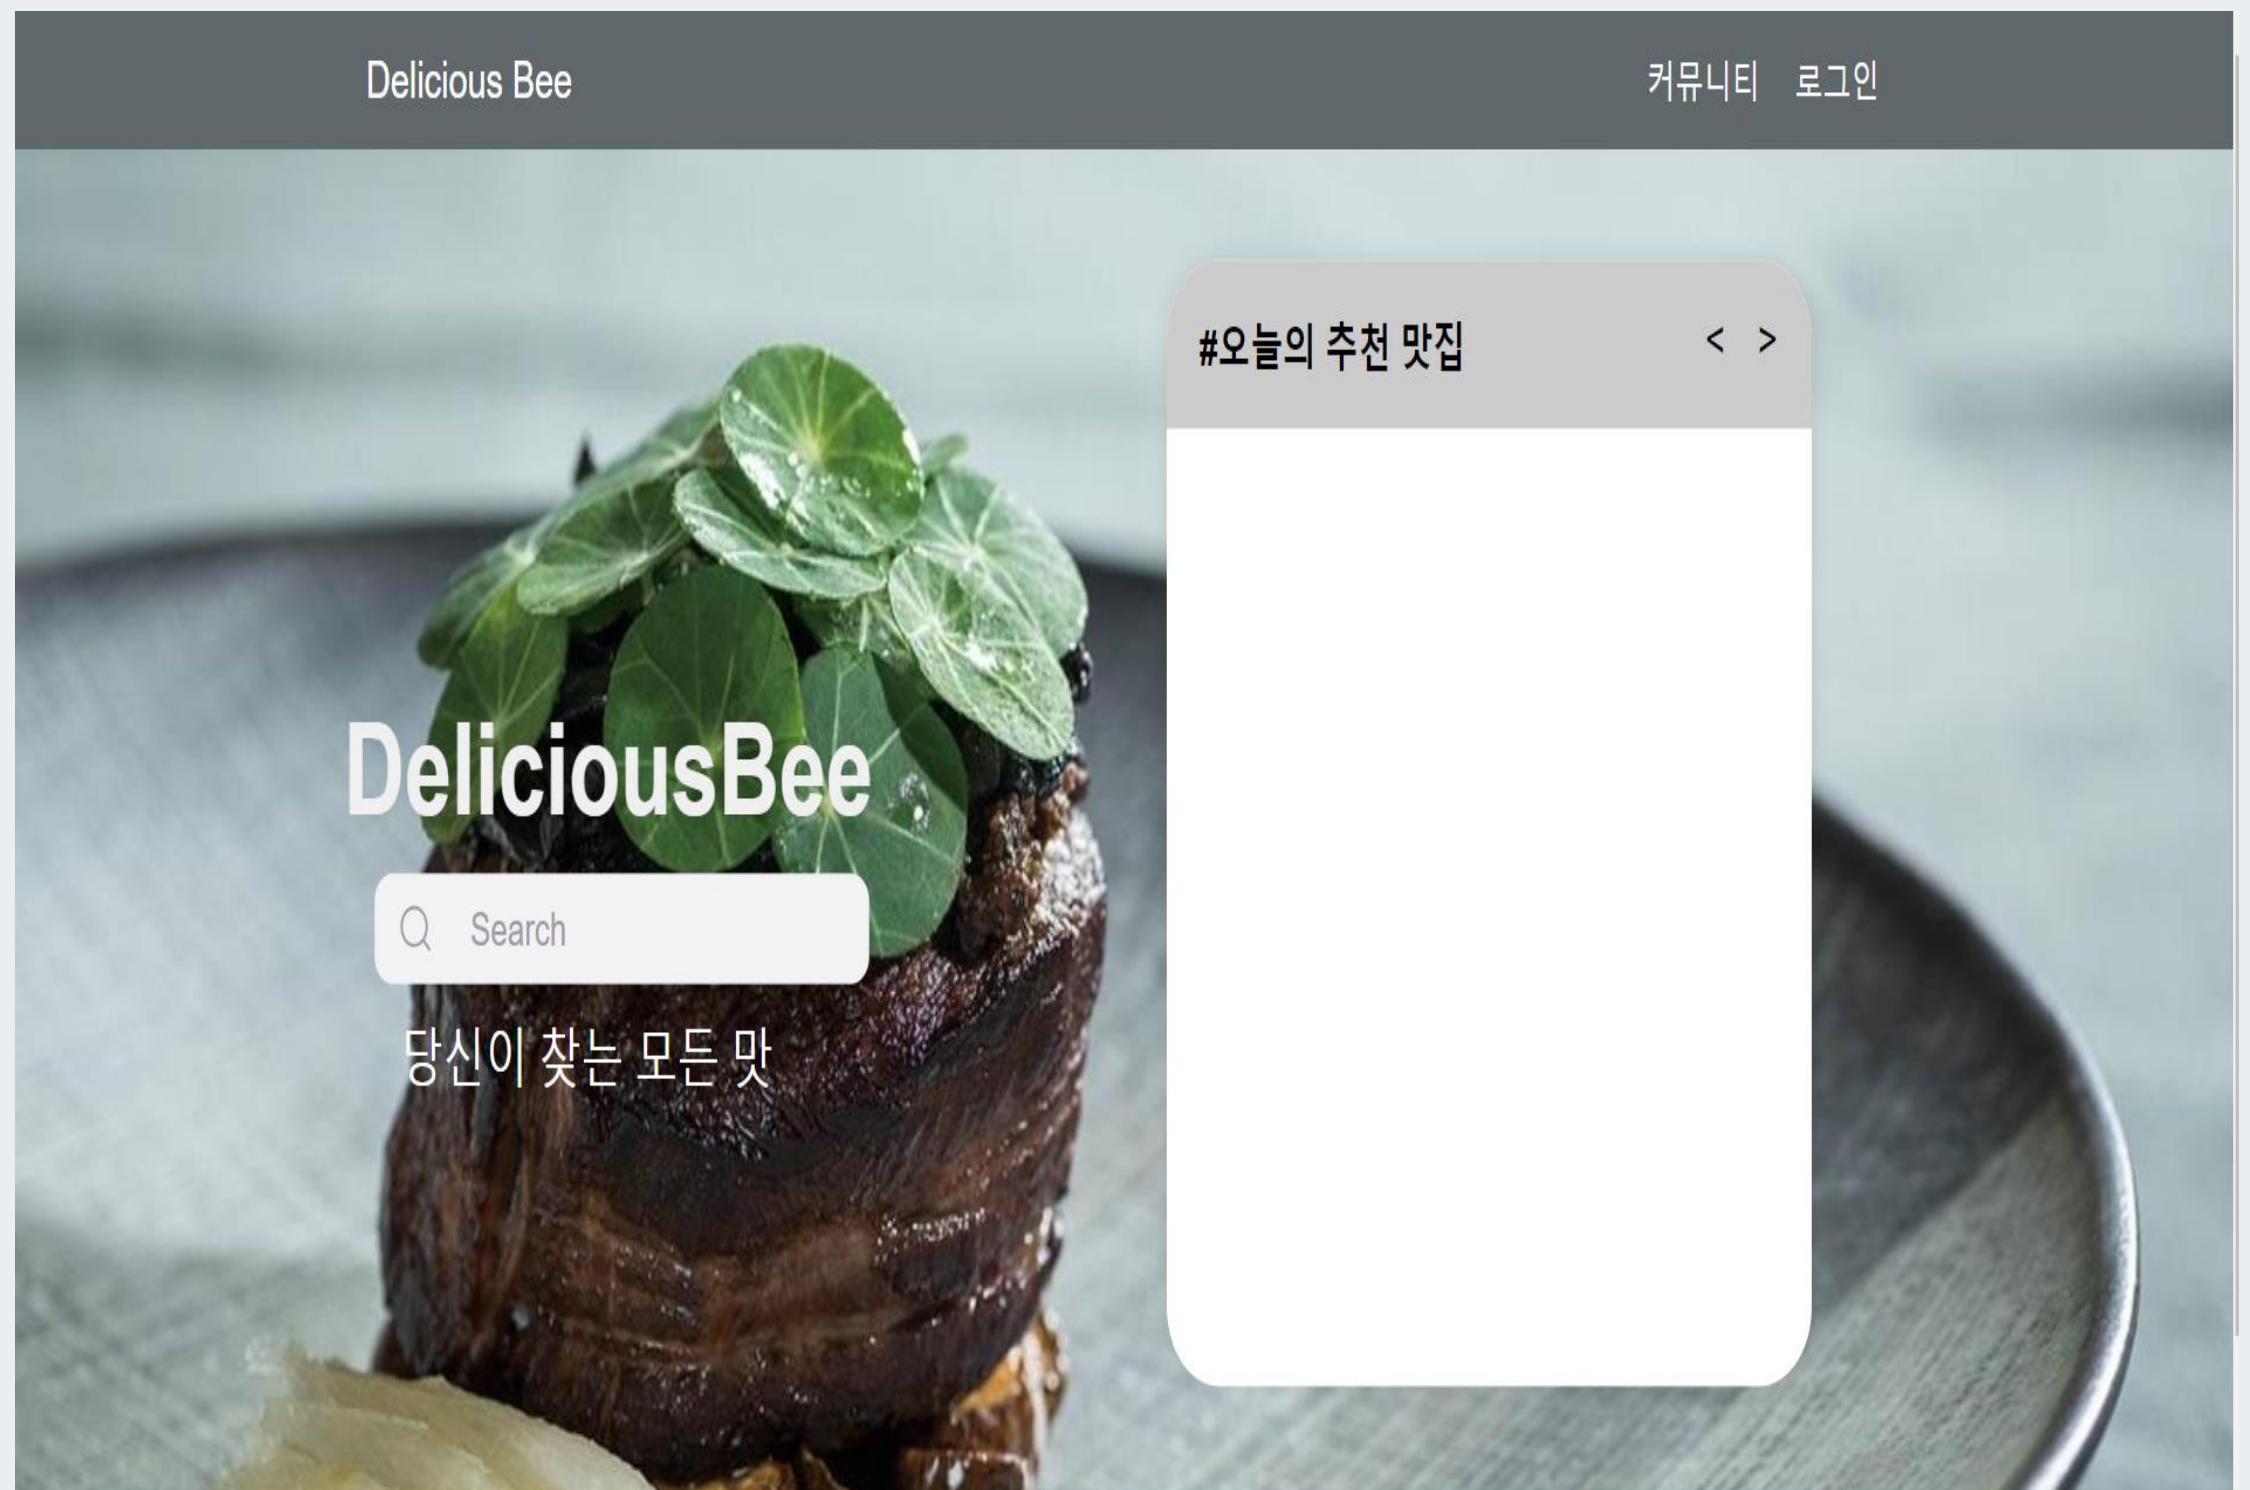 Delicious Bee
커뮤니티 로그인
#오늘의 추천 맛집 < >
DeliciousBee
Search
당신이 찾는 모든 맛